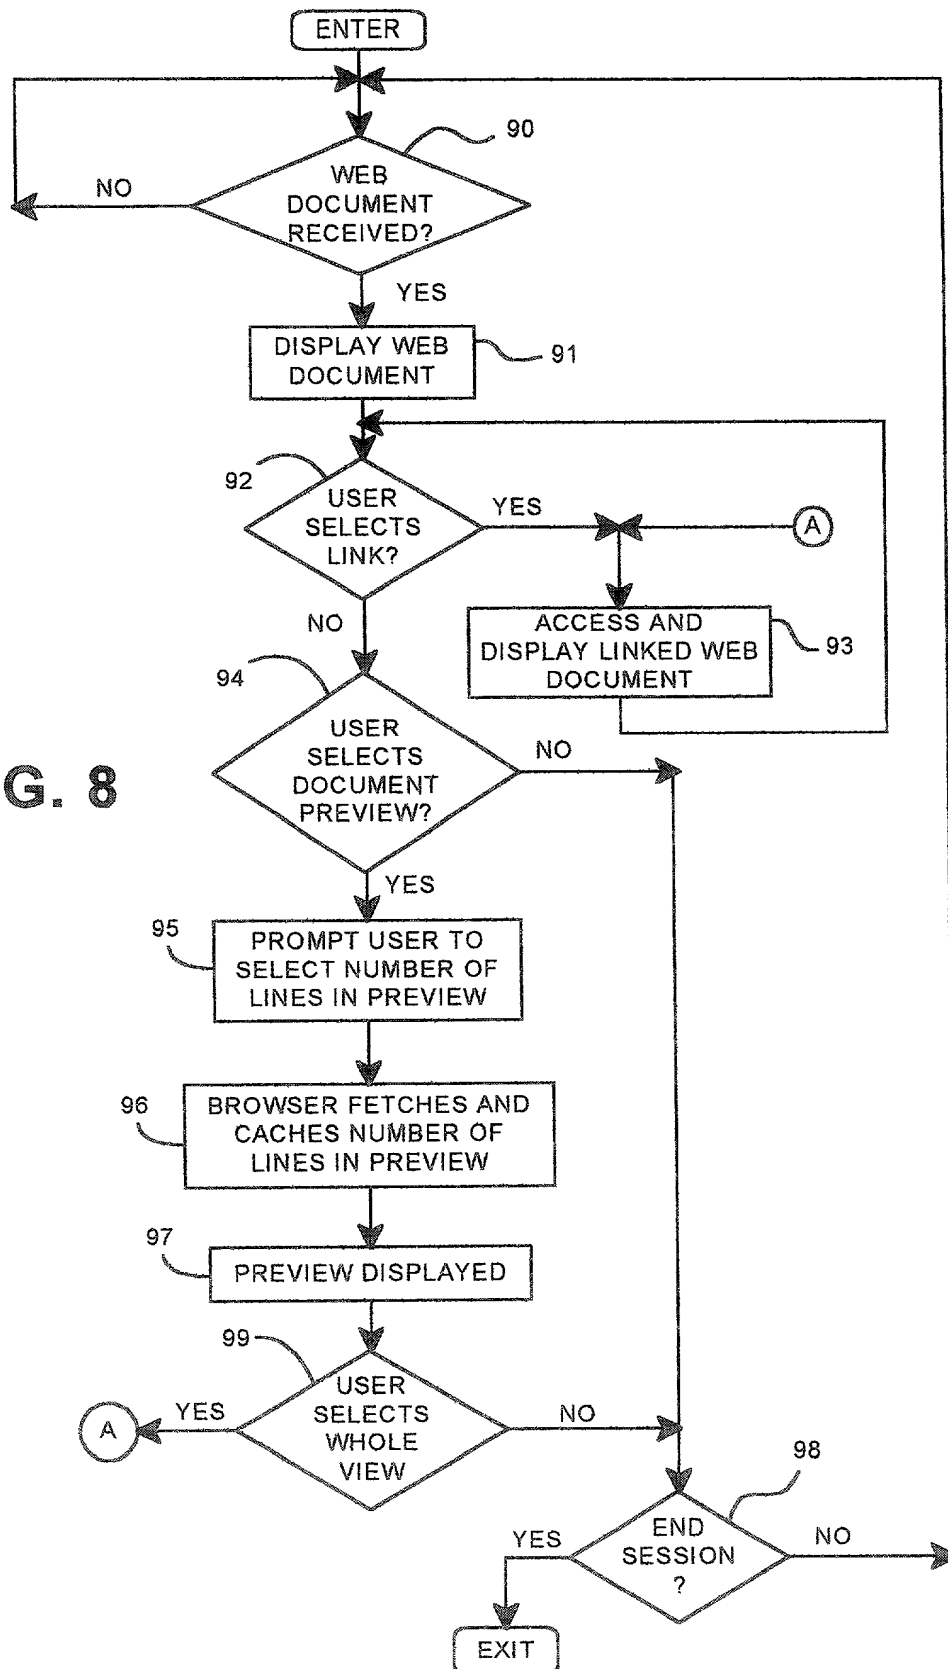 ENTER
90
WEB
DOCUMENT
RECEIVED?
NO
YES
DISPLAY WEB
DOCUMENT
91
92
USER
SELECTS
LINK?
YES
A
NO
ACCESS AND
DISPLAY LINKED WEB
DOCUMENT
93
94
USER
SELECTS
DOCUMENT
PREVIEW?
NO
G. 8
YES
95
PROMPT USER TO
SELECT NUMBER OF
LINES IN PREVIEW
96
BROWSER FETCHES AND
CACHES NUMBER OF
LINES IN PREVIEW
97
PREVIEW DISPLAYED
99
USER
SELECTS
WHOLE
VIEW
YES
A
NO
98
END
SESSION
?
YES
NO
EXIT